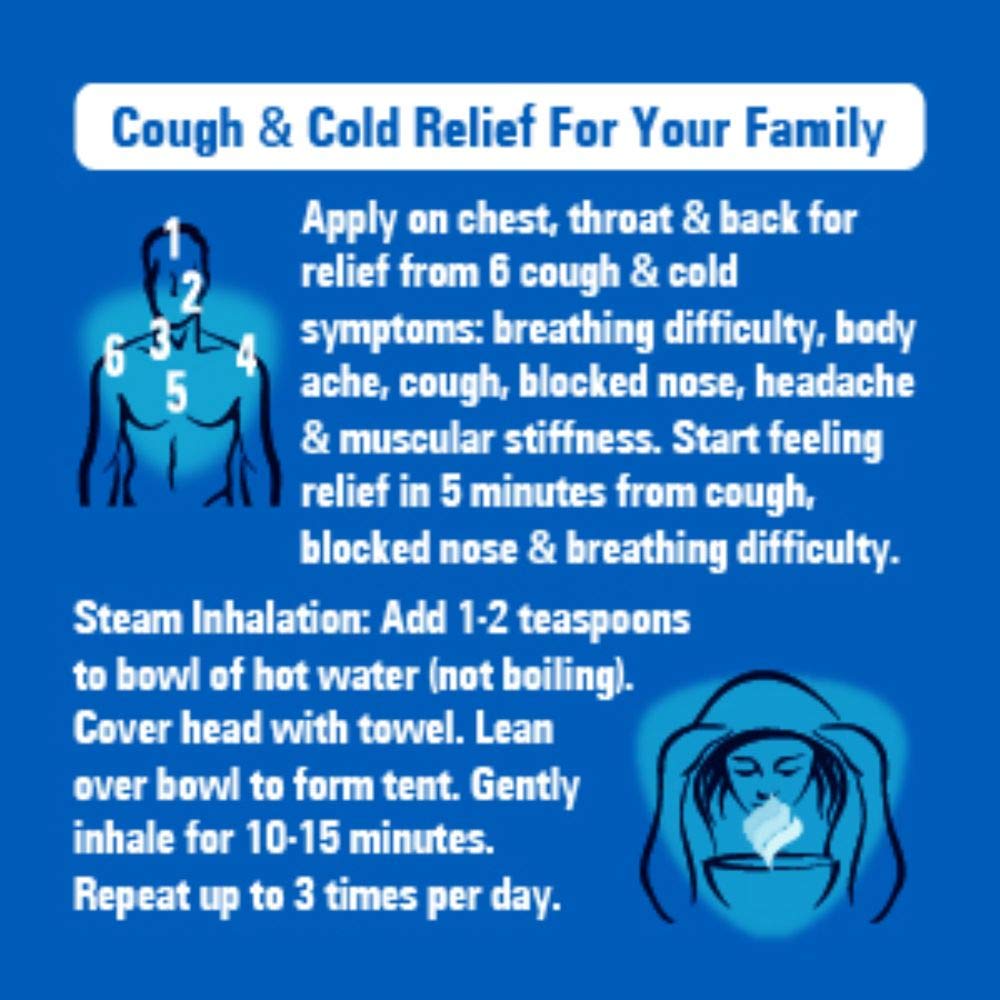 Cough & Cold Relief For Your Family
1
2
3
6
4
5
Apply on chest, throat & back for
relief from 6 cough & cold
symptoms: breathing difficulty, body
ache, cough, blocked nose, headache
& muscular stiffness. Start feeling
relief in 5 minutes from cough,
blocked nose & breathing difficulty.
Steam Inhalation: Add 1-2 teaspoons
to bowl of hot water (not boiling).
Cover head with towel. Lean
over bowl to form tent. Gently
inhale for 10-15 minutes.
Repeat up to 3 times per day.